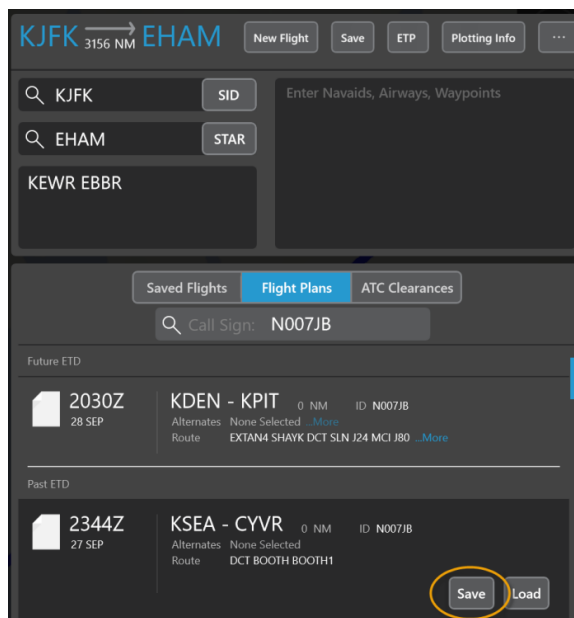 KJFK 3156 NM EHAM New Flight Save ETP Plotting Info ...
KJFK SID Enter Navaids, Airways, Waypoints
EHAM STAR
KEWR EBBR
Saved Flights Flight Plans ATC Clearances
Call Sign: N007JB
Future ETD
2030Z KDEN - KPIT 0 NM ID N007JB
28 SEP Alternates None Selected ...More
Route EXTAN4 SHAYK DCT SLN J24 MCI J80 ...More
Past ETD
2344Z KSEA - CYVR 0 NM ID N007JB
27 SEP Alternates None Selected
Route DCT BOOTH BOOTH1
Save Load